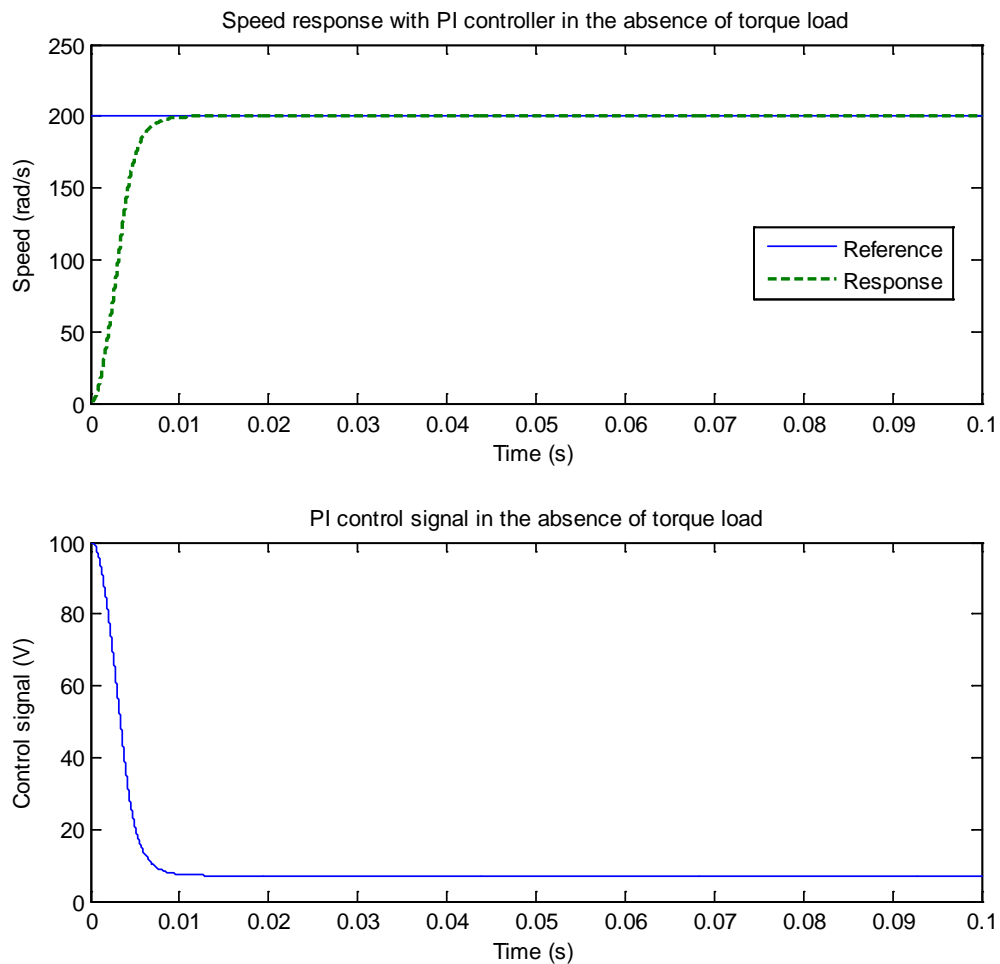 Speed response with PI controller in the absence of torque load
250
200
150
100
50
0
Speed (rad/s)
Reference
Response
0 0.01 0.02 0.03 0.04 0.05 0.06 0.07 0.08 0.09 0.1
Time (s)
PI control signal in the absence of torque load
100
80
60
40
20
0
Control signal (V)
0 0.01 0.02 0.03 0.04 0.05 0.06 0.07 0.08 0.09 0.1
Time (s)